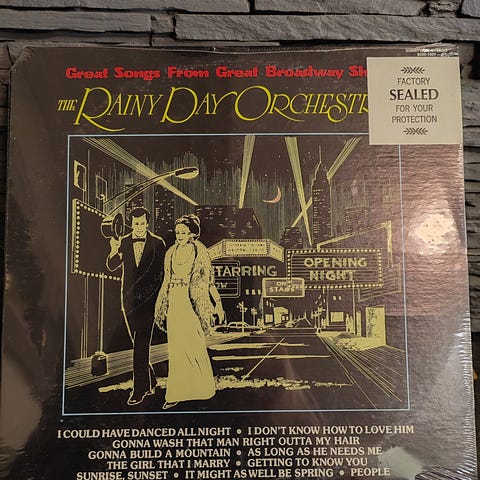 Great Songs From Great Broadway Sh
THE RAINY DAY ORCHESTR
FACTORY
SEALED
FOR YOUR
PROTECTION
STARRING
OPENING
NIGHT
ON
STAGE
I COULD HAVE DANCED ALL NIGHT • I DON'T KNOW HOW TO LOVE HIM
GONNA WASH THAT MAN RIGHT OUTTA MY HAIR
GONNA BUILD A MOUNTAIN • AS LONG AS HE NEEDS ME
THE GIRL THAT I MARRY • GETTING TO KNOW YOU
SUNRISE, SUNSET • IT MIGHT AS WELL BE SPRING • PEOPLE